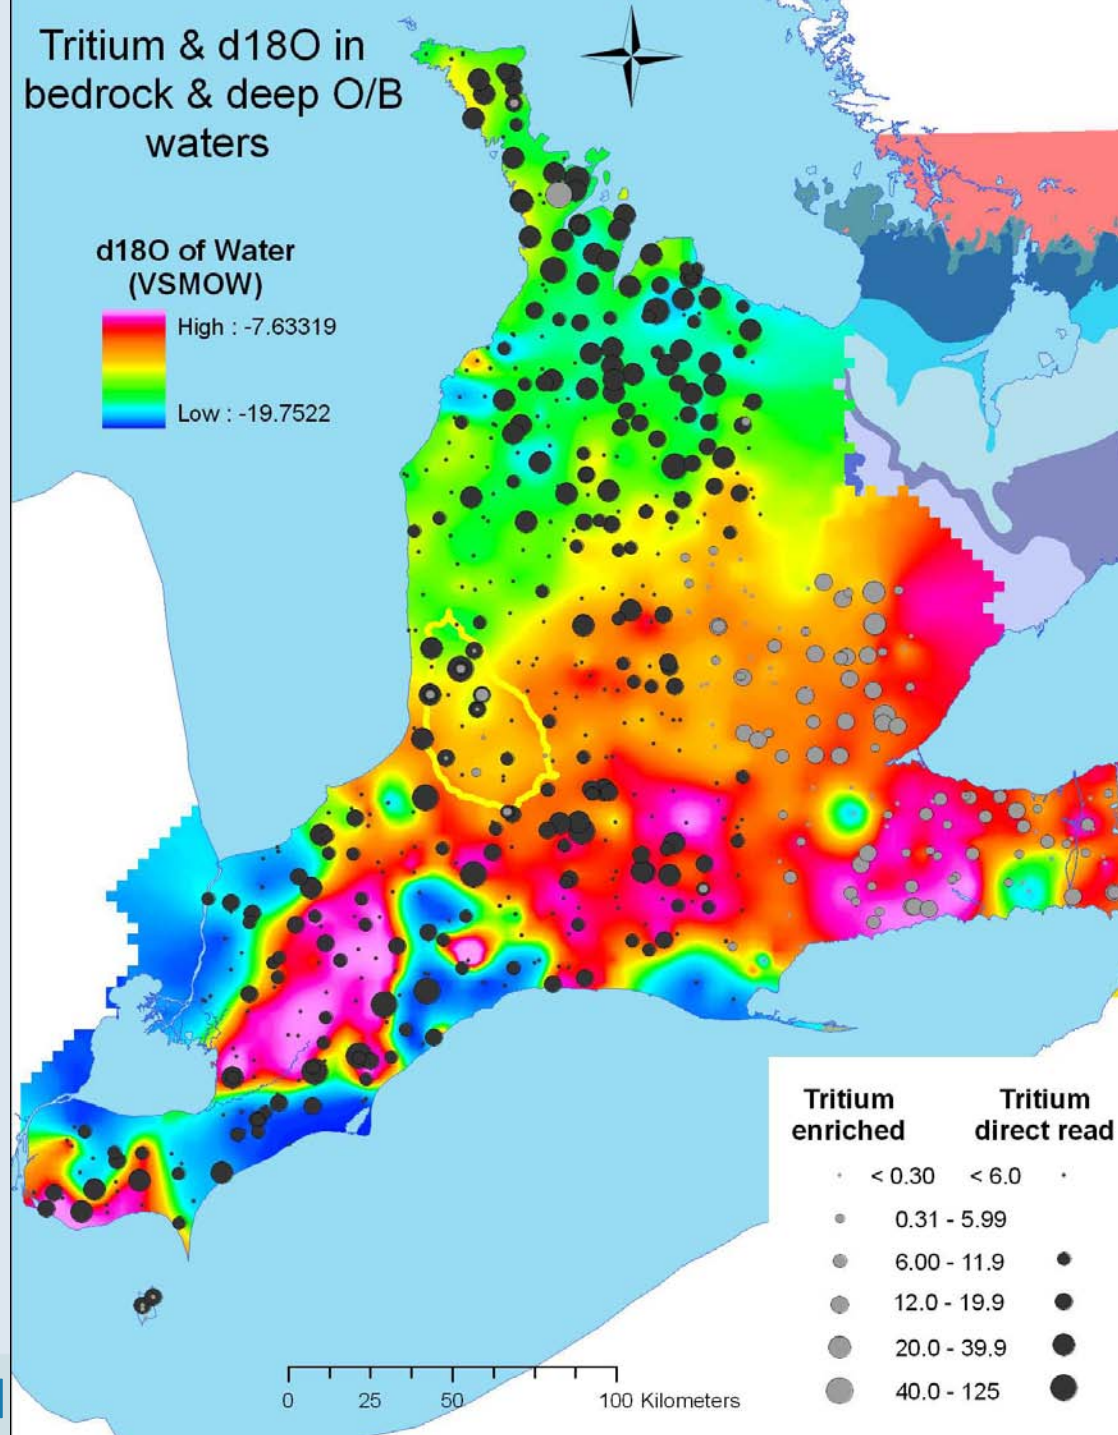 Tritium & d18O in
bedrock & deep O/B
waters
d18O of Water
(VSMOW)
High : -7.63319
Low : -19.7522
Tritium enriched
Tritium direct read
< 0.30 < 6.0
0.31 - 5.99
6.00 - 11.9
12.0 - 19.9
20.0 - 39.9
40.0 - 125
0 25 50 100 Kilometers